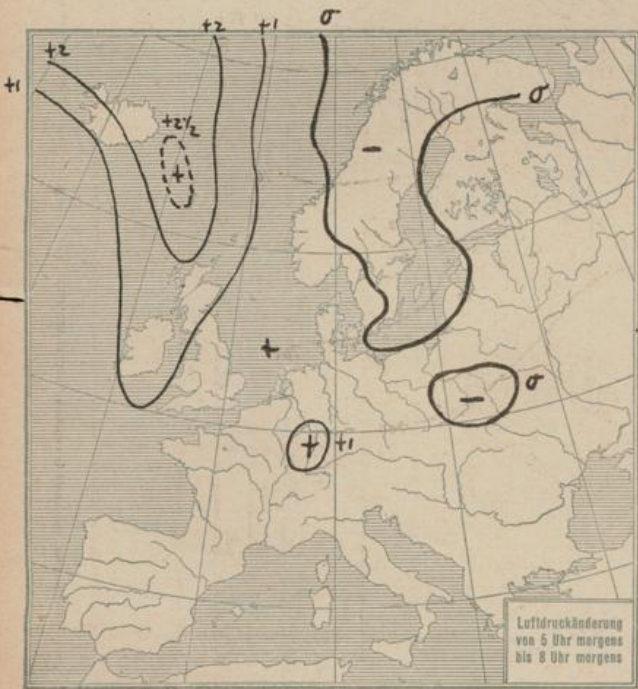 σ
+2 +1
+2
+1
+2½
+
−
σ
+
σ
−
+ +1
Luftdruckänderung
von 5 Uhr morgens
bis 8 Uhr morgens